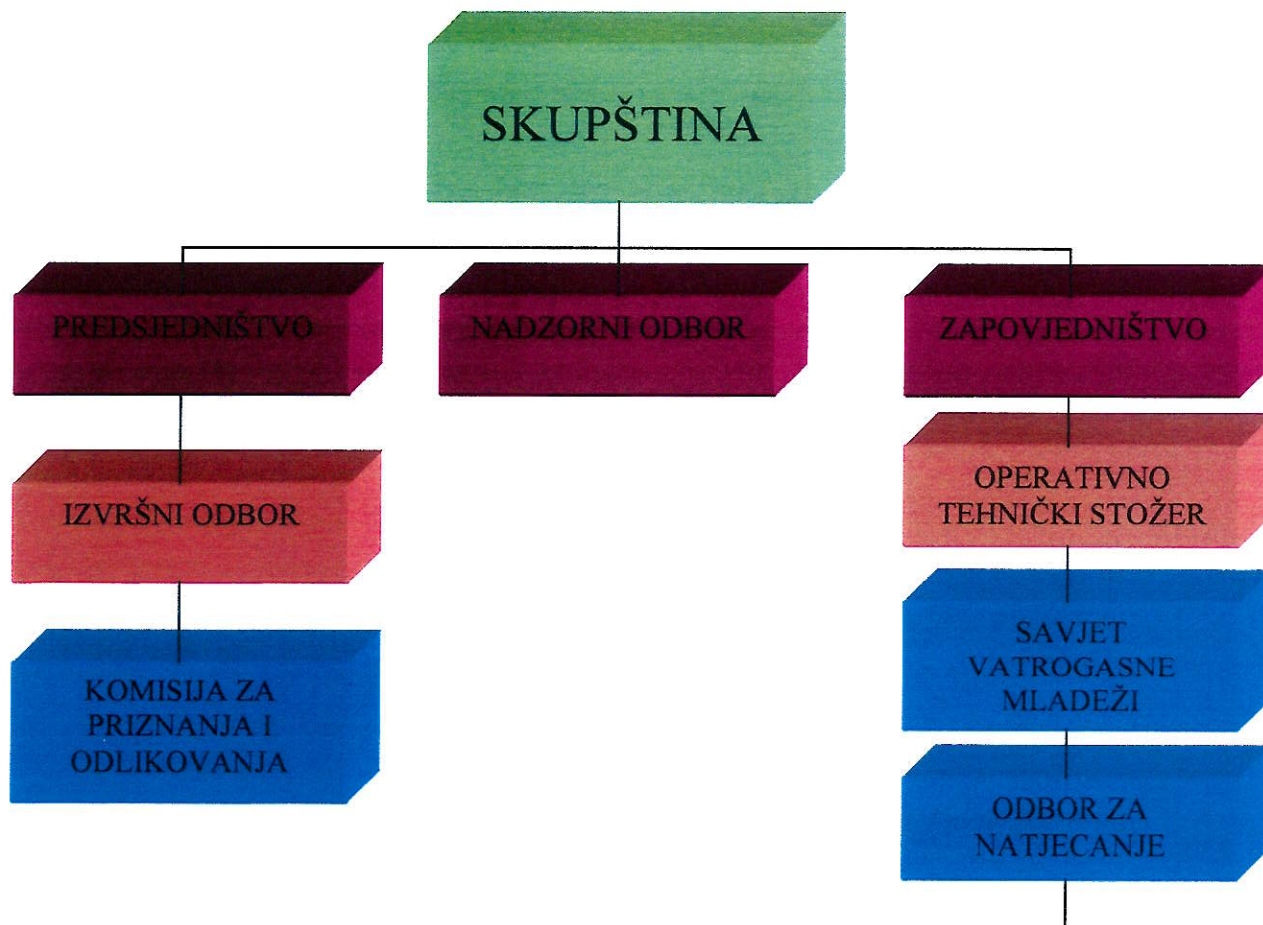 SKUPŠTINA
PREDSJEDNIŠTVO
NADZORNI ODBOR
ZAPOVJEDNIŠTVO
IZVRŠNI ODBOR
OPERATIVNO
TEHNIČKI STOŽER
KOMISIJA ZA
PRIZNANJA I
ODLIKOVANJA
SAVJET
VATROGASNE
MLADEŽI
ODBOR ZA
NATJECANJE